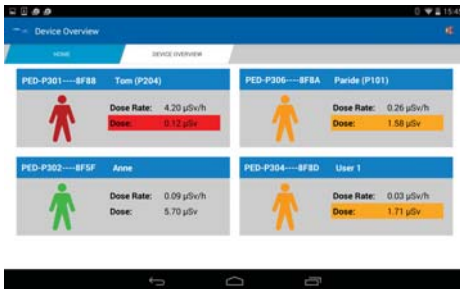 15:45
Device Overview
HOME
DEVICE OVERVIEW
PED-P301----8F88 Tom (P204)
Dose Rate: 4.20 µSv/h
Dose: 0.12 µSv
PED-P306----8F8A Paride (P101)
Dose Rate: 0.26 µSv/h
Dose: 1.58 µSv
PED-P302----8F5F Anne
Dose Rate: 0.09 µSv/h
Dose: 5.70 µSv
PED-P304----8F8D User 1
Dose Rate: 0.03 µSv/h
Dose: 1.71 µSv